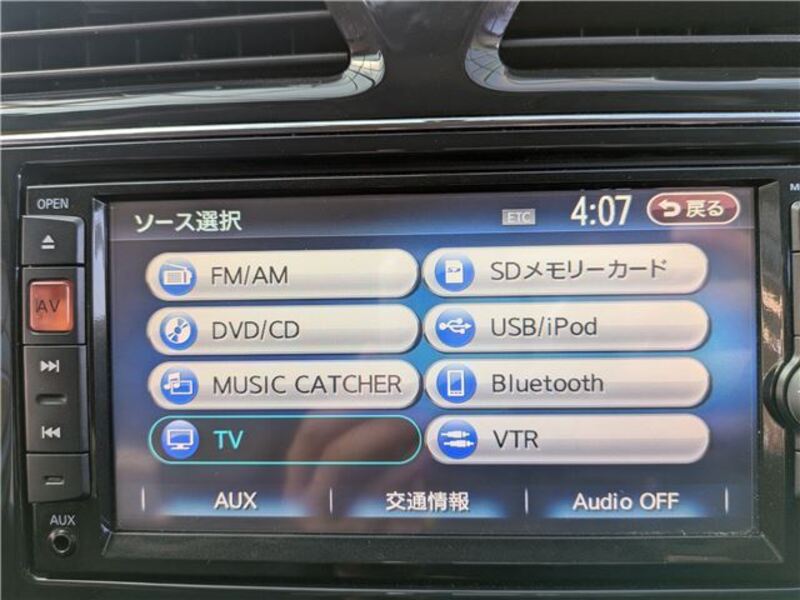 OPEN
ソース選択 ETC 4:07 戻る
AV
FM/AM SDメモリーカード
DVD/CD USB/iPod
MUSIC CATCHER Bluetooth
TV VTR
AUX 交通情報 Audio OFF
AUX